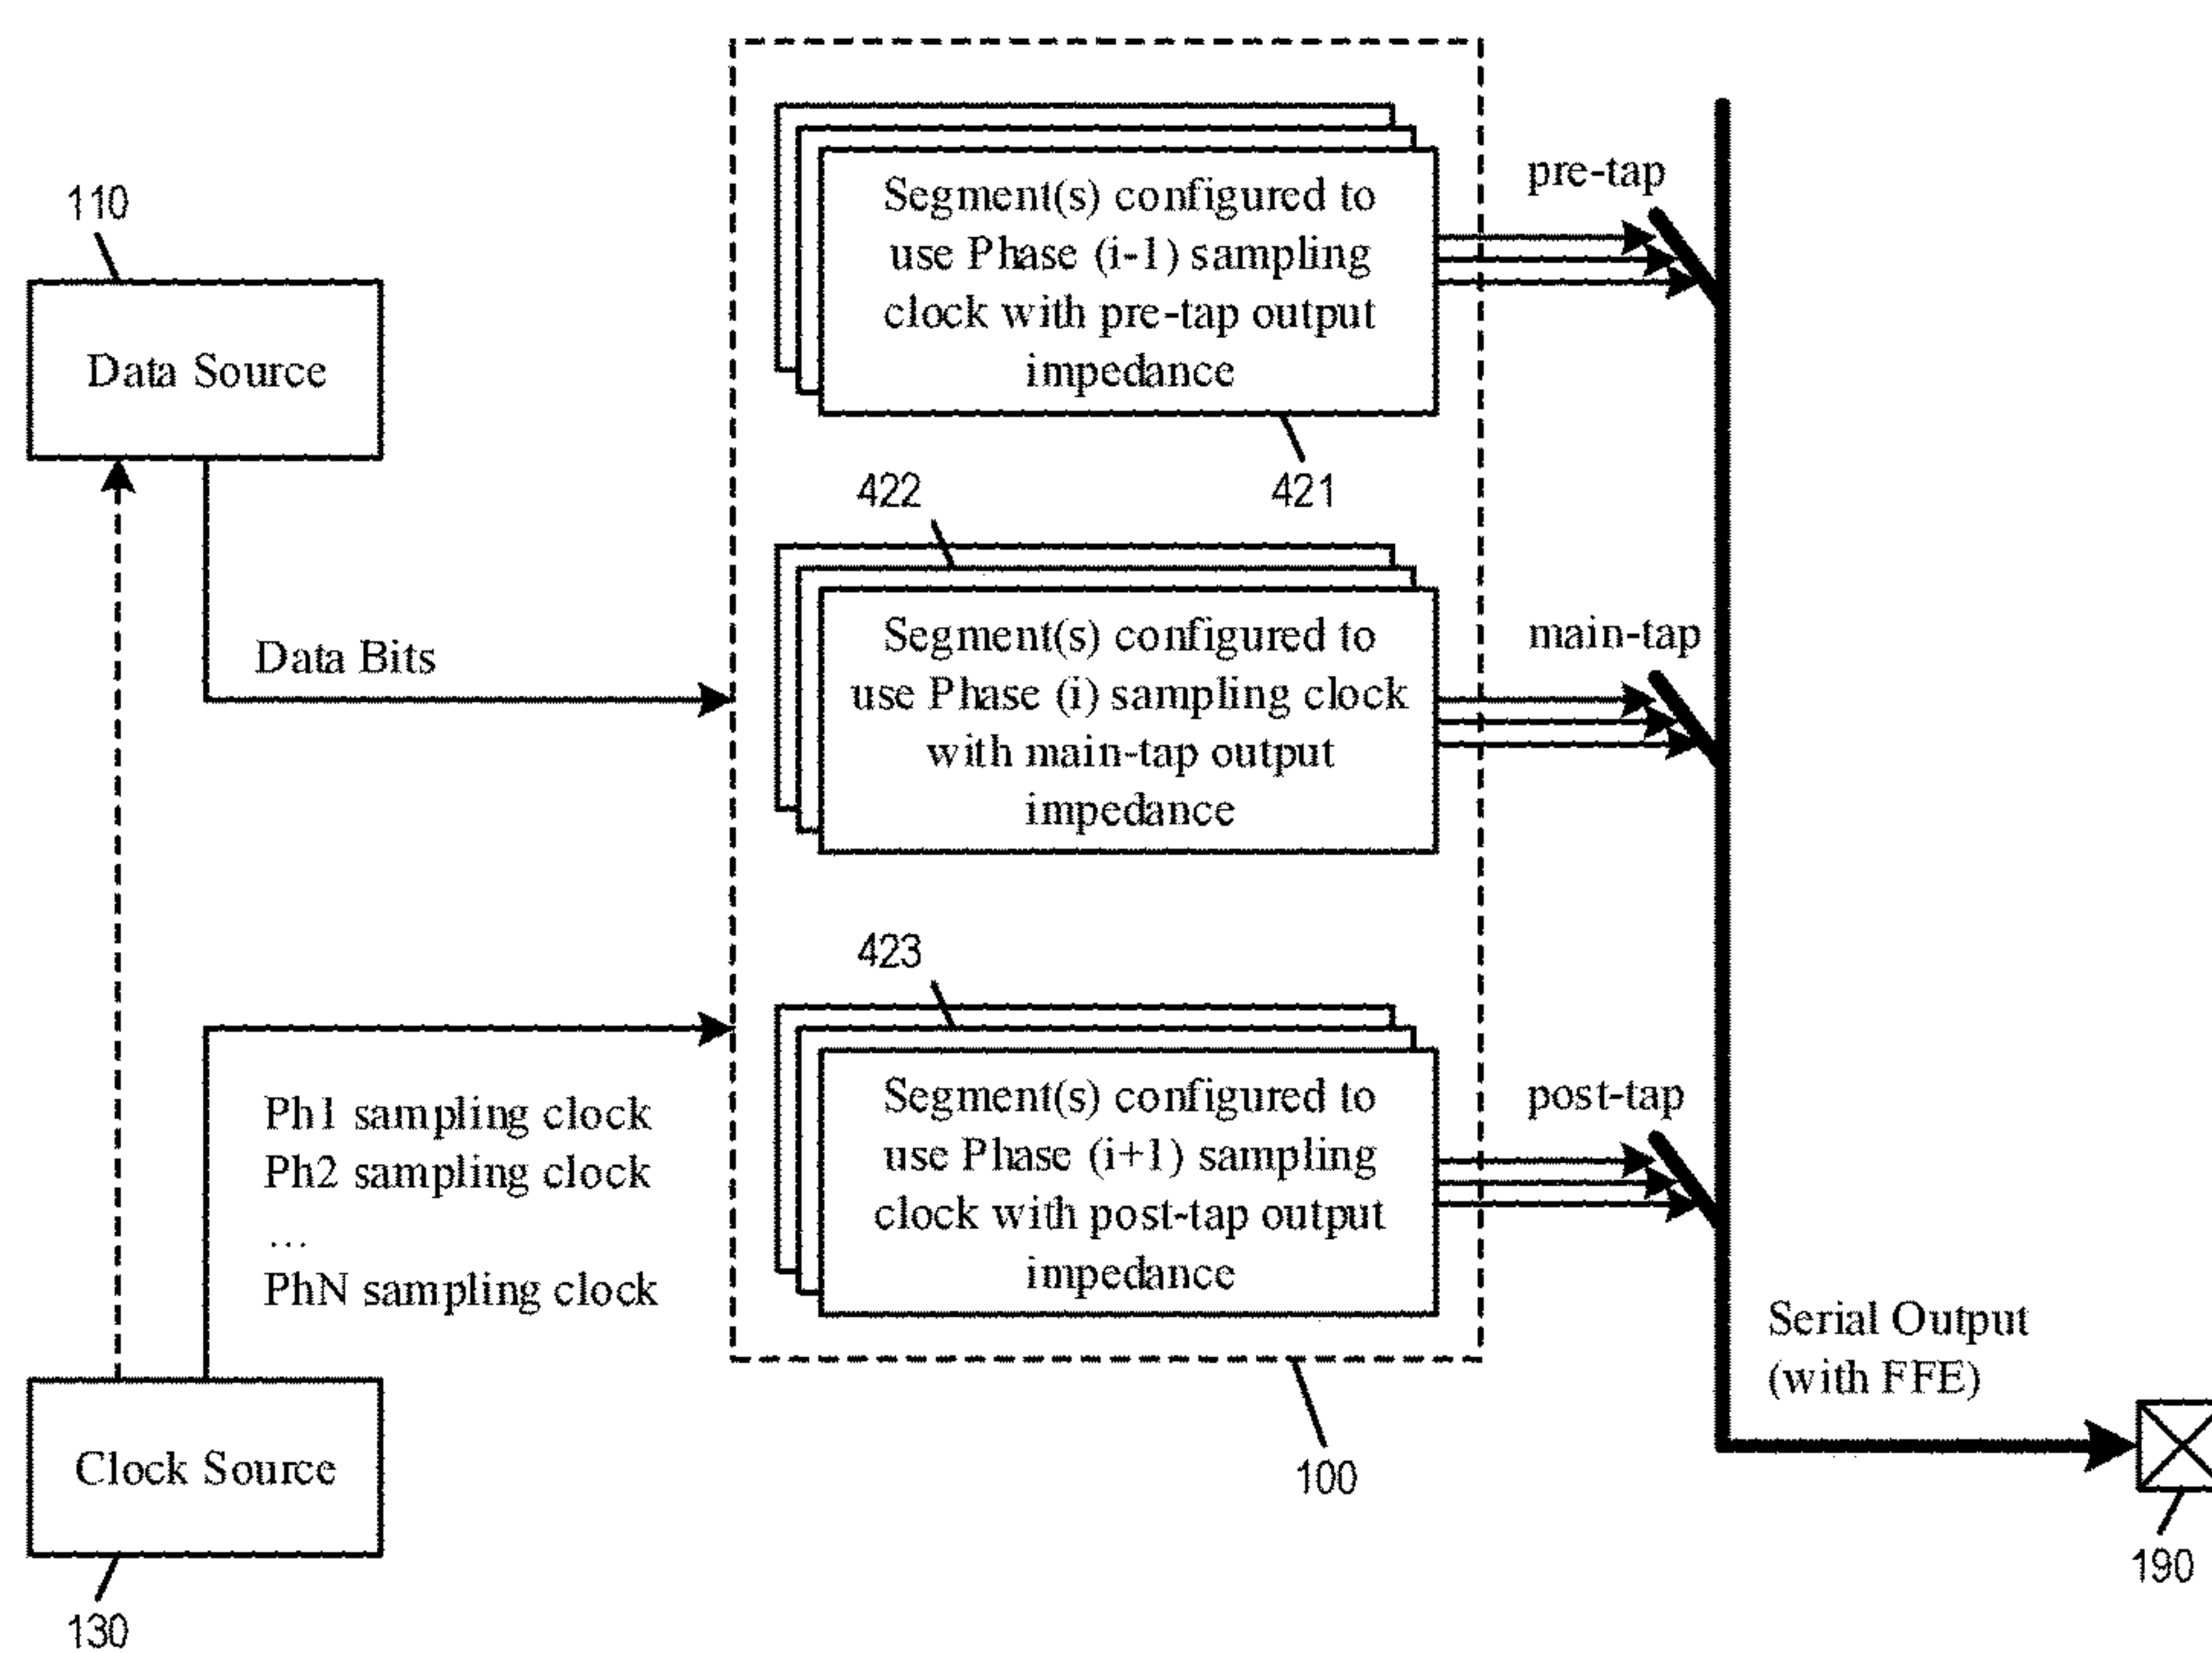 110
Data Source
Data Bits
Ph1 sampling clock
Ph2 sampling clock
...
PhN sampling clock
Clock Source
130
Segment(s) configured to
use Phase (i-1) sampling
clock with pre-tap output
impedance
421
422
Segment(s) configured to
use Phase (i) sampling clock
with main-tap output
impedance
423
Segment(s) configured to
use Phase (i+1) sampling
clock with post-tap output
impedance
100
pre-tap
main-tap
post-tap
Serial Output
(with FFE)
190